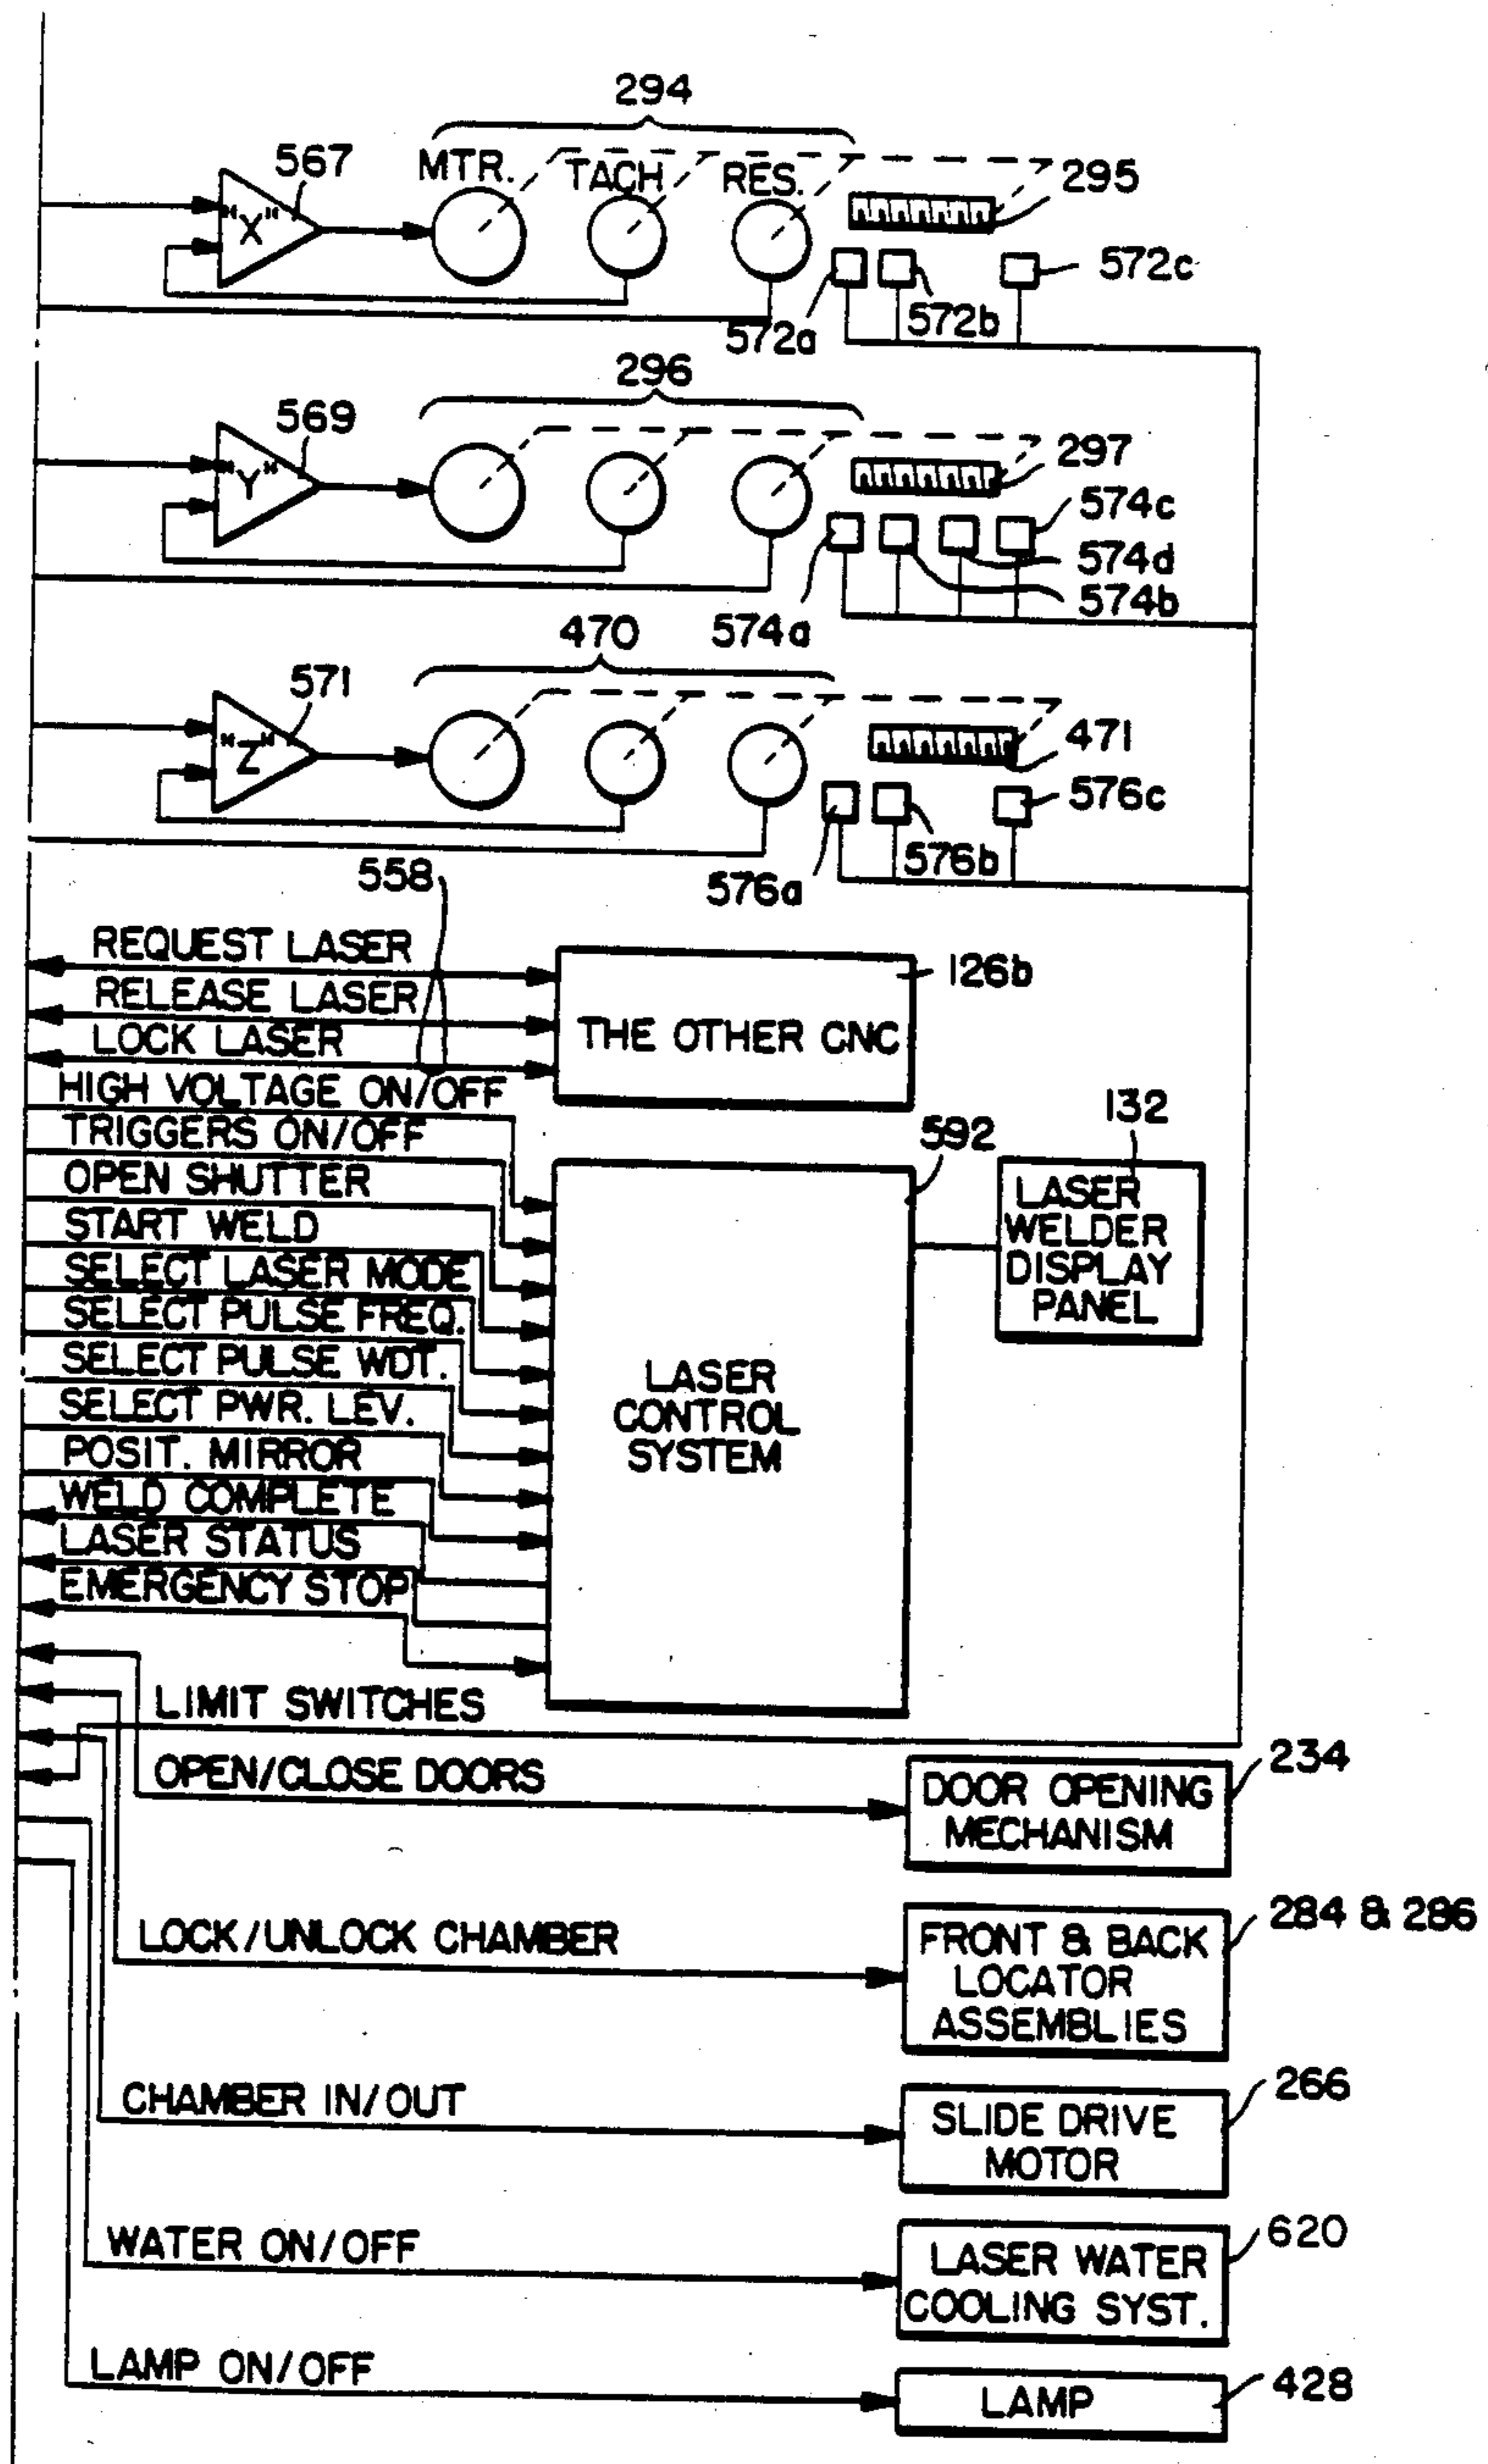 294
567
MTR.
TACH
RES.
295
"X"
572c
572a
572b
296
569
297
"Y"
574c
574d
574b
574a
470
571
471
"Z"
576c
576b
576a
558
REQUEST LASER
126b
RELEASE LASER
LOCK LASER
THE OTHER CNC
HIGH VOLTAGE ON/OFF
132
TRIGGERS ON/OFF
592
OPEN SHUTTER
LASER
WELDER
DISPLAY
PANEL
START WELD
SELECT LASER MODE
SELECT PULSE FREQ.
SELECT PULSE WDT.
SELECT PWR. LEV.
LASER
CONTROL
SYSTEM
POSIT. MIRROR
WELD COMPLETE
LASER STATUS
EMERGENCY STOP
LIMIT SWITCHES
234
OPEN/CLOSE DOORS
DOOR OPENING
MECHANISM
284 & 286
LOCK/UNLOCK CHAMBER
FRONT & BACK
LOCATOR
ASSEMBLIES
266
CHAMBER IN/OUT
SLIDE DRIVE
MOTOR
620
WATER ON/OFF
LASER WATER
COOLING SYST.
LAMP ON/OFF
LAMP
428